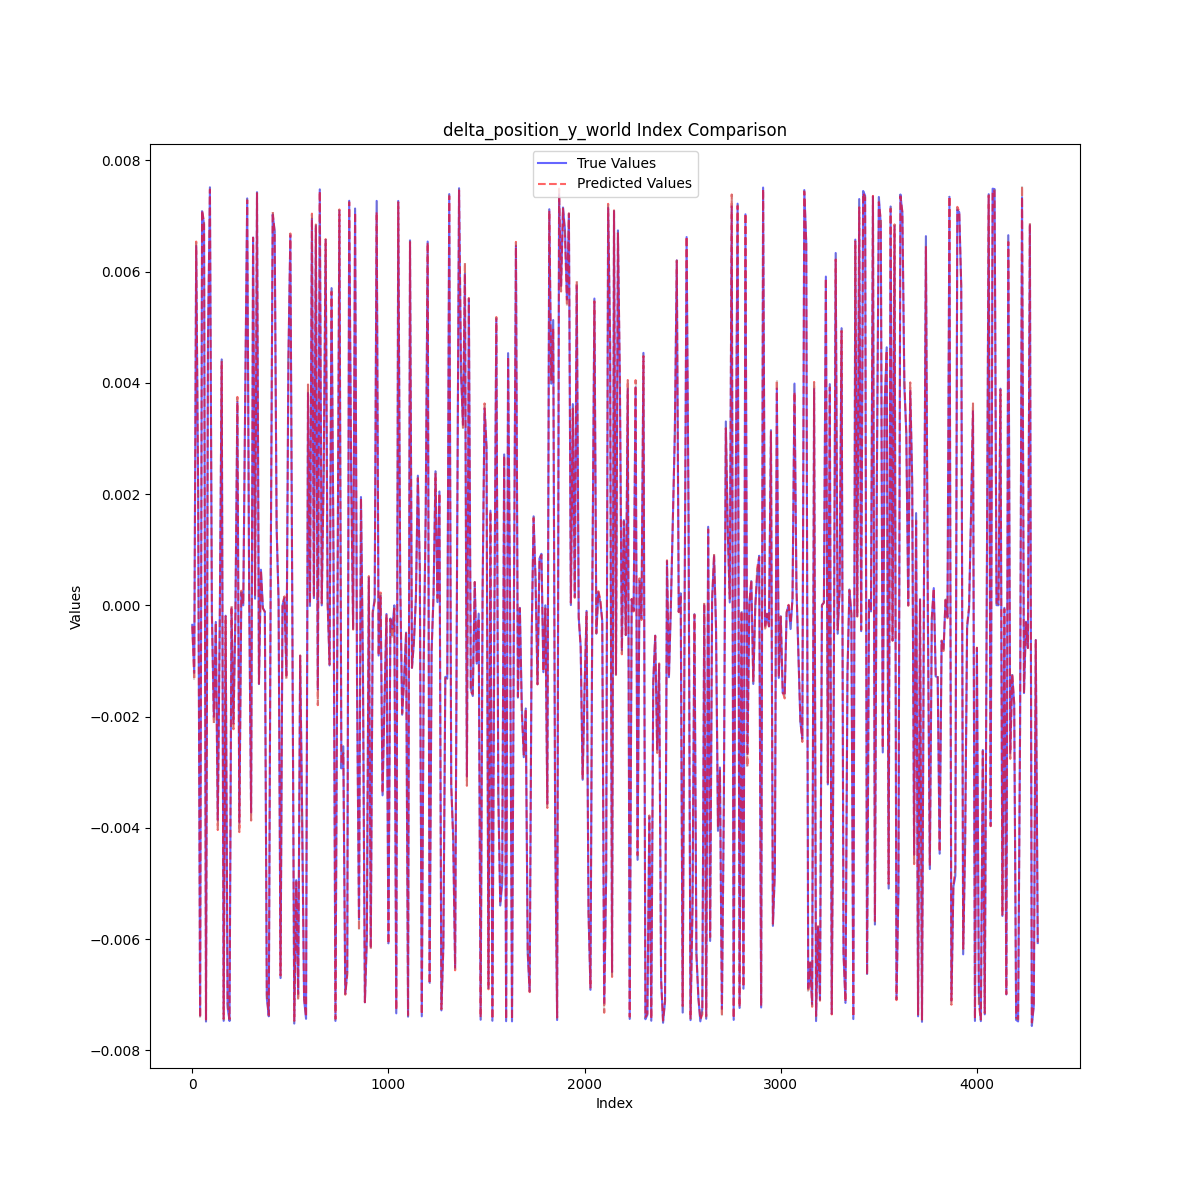 delta_position_y_world Index Comparison
True Values
Predicted Values
0.008
0.006
0.004
0.002
0.000
−0.002
−0.004
−0.006
−0.008
Values
0 1000 2000 3000 4000
Index